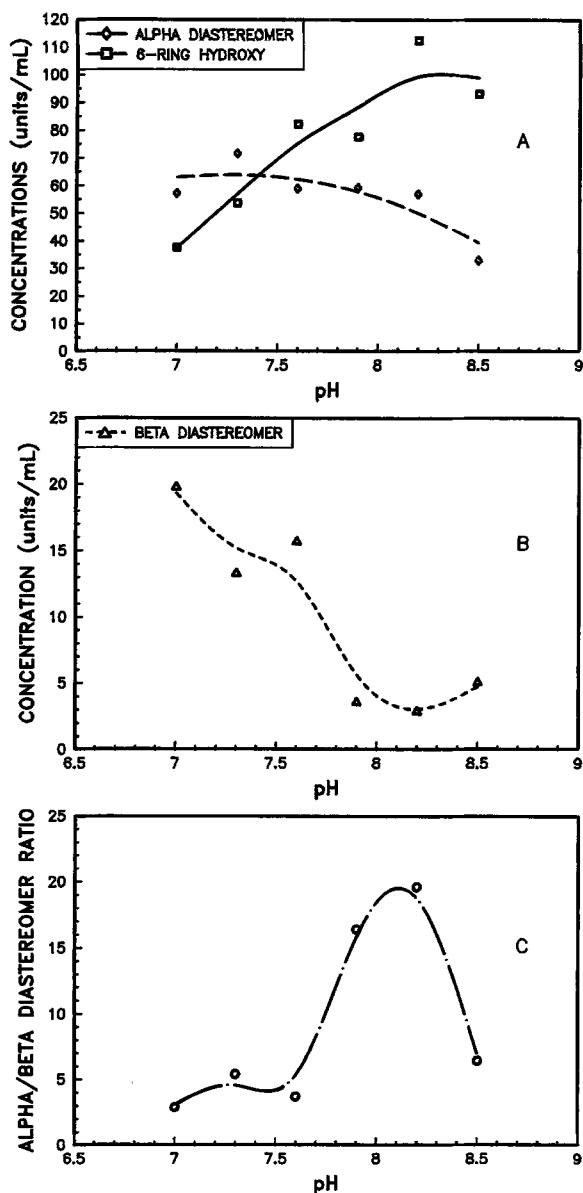 ALPHA DIASTEREOMER
6-RING HYDROXY
CONCENTRATIONS (units/mL)
120
110
100
90
80
70
60
50
40
30
20
10
0
A
6.5 7 7.5 8 8.5 9
pH
BETA DIASTEREOMER
CONCENTRATION (units/mL)
25
20
15
10
5
0
B
6.5 7 7.5 8 8.5 9
pH
ALPHA/BETA DIASTEREOMER RATIO
25
20
15
10
5
0
C
6.5 7 7.5 8 8.5 9
pH